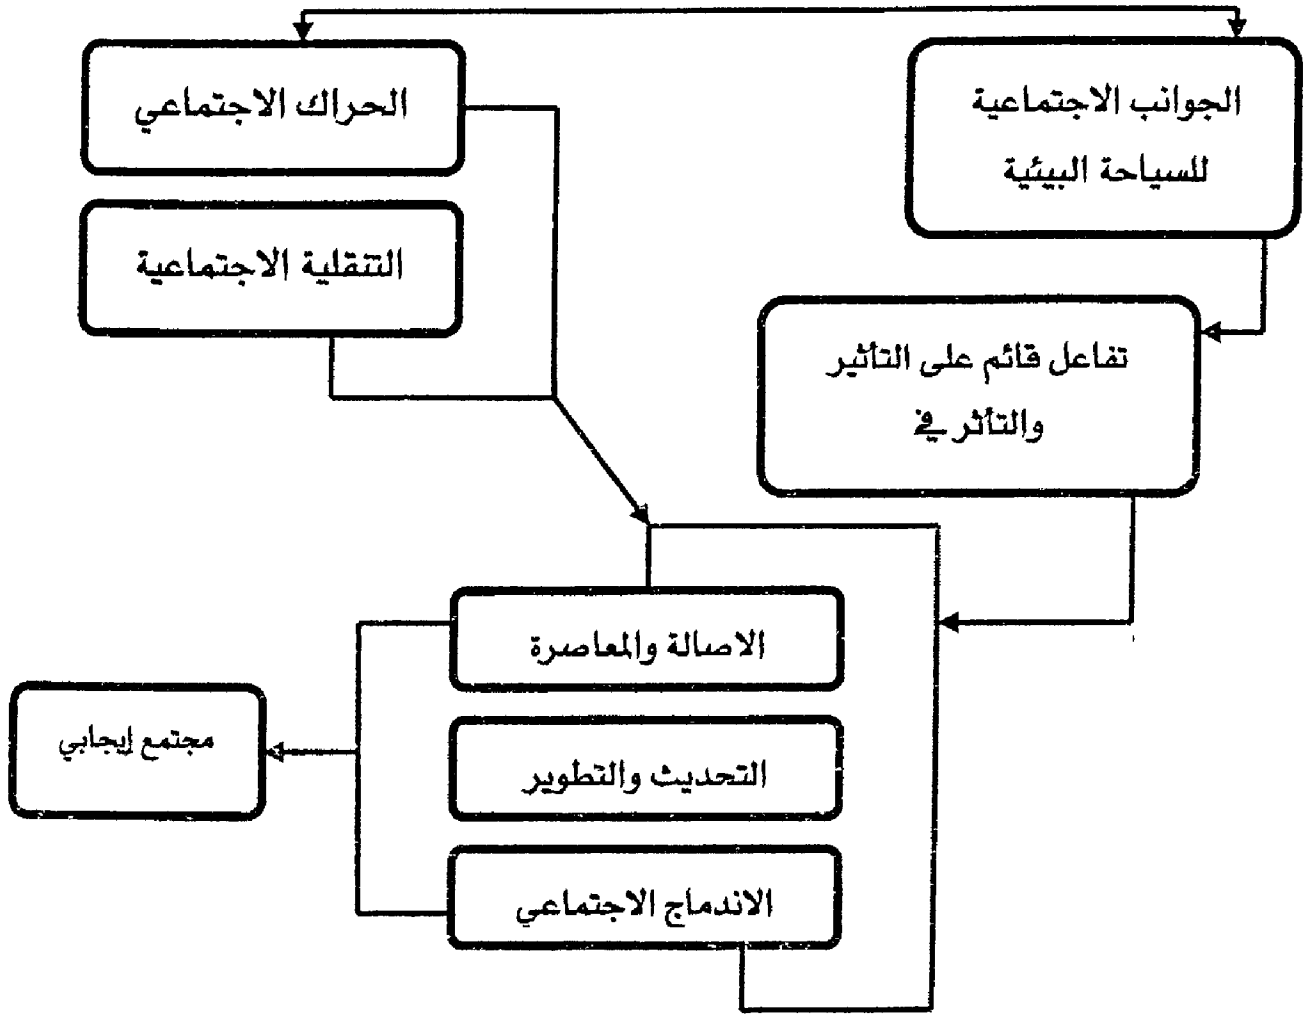 الجوانب الاجتماعية
للسياحة البيئية
الحراك الاجتماعي
التنقلية الاجتماعية
تفاعل قائم على التأثير
والتأثر في
الاصالة والمعاصرة
التحديث والتطوير
الاندماج الاجتماعي
مجتمع إيجابي